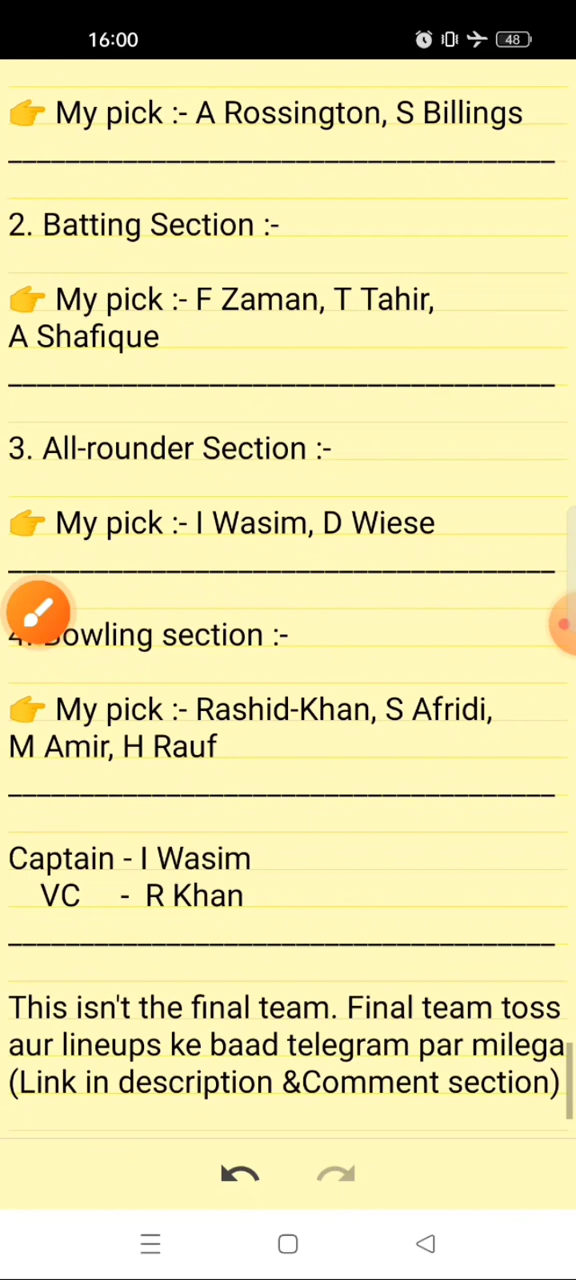 16:00
48
👉 My pick :- A Rossington, S Billings
2. Batting Section :-
👉 My pick :- F Zaman, T Tahir,
A Shafique
3. All-rounder Section :-
👉 My pick :- I Wasim, D Wiese
4. Bowling section :-
👉 My pick :- Rashid-Khan, S Afridi,
M Amir, H Rauf
Captain - I Wasim
VC - R Khan
This isn't the final team. Final team toss
aur lineups ke baad telegram par milega
(Link in description &Comment section)